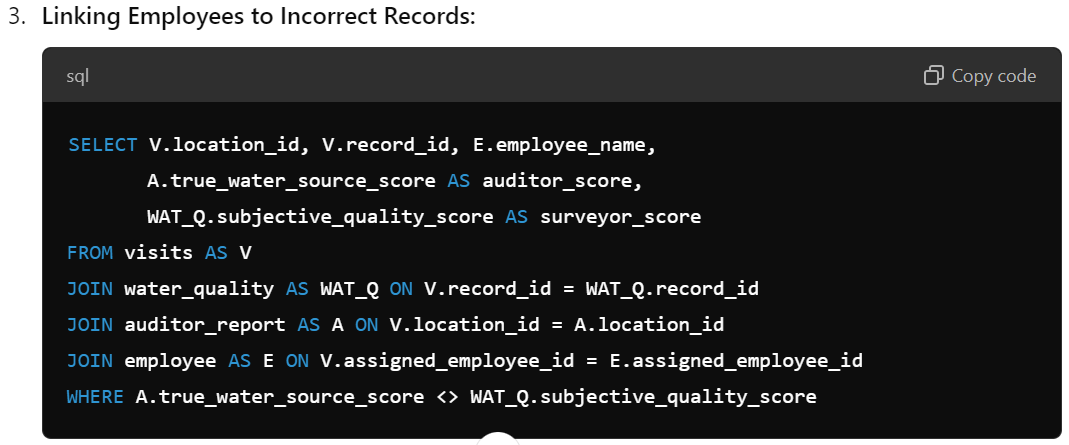 3. Linking Employees to Incorrect Records:
sql Copy code
SELECT V.location_id, V.record_id, E.employee_name,
A.true_water_source_score AS auditor_score,
WAT_Q.subjective_quality_score AS surveyor_score
FROM visits AS V
JOIN water_quality AS WAT_Q ON V.record_id = WAT_Q.record_id
JOIN auditor_report AS A ON V.location_id = A.location_id
JOIN employee AS E ON V.assigned_employee_id = E.assigned_employee_id
WHERE A.true_water_source_score <> WAT_Q.subjective_quality_score